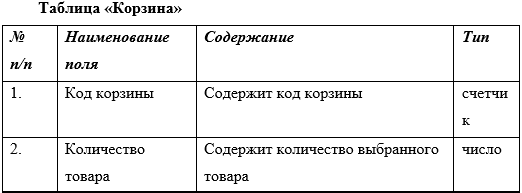 Таблица «Корзина»
№ п/п Наименование поля Содержание Тип
1. Код корзины Содержит код корзины счетчик
2. Количество товара Содержит количество выбранного товара число